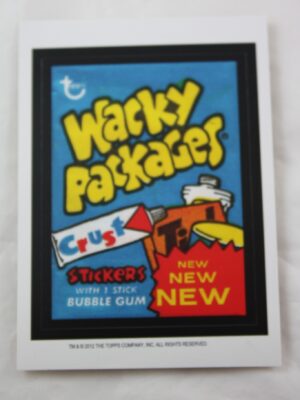 Wacky
Packages®
Crust
STICKERS
WITH 1 STICK
BUBBLE GUM
NEW
NEW
NEW
TM & © 2012 THE TOPPS COMPANY, INC. ALL RIGHTS RESERVED.